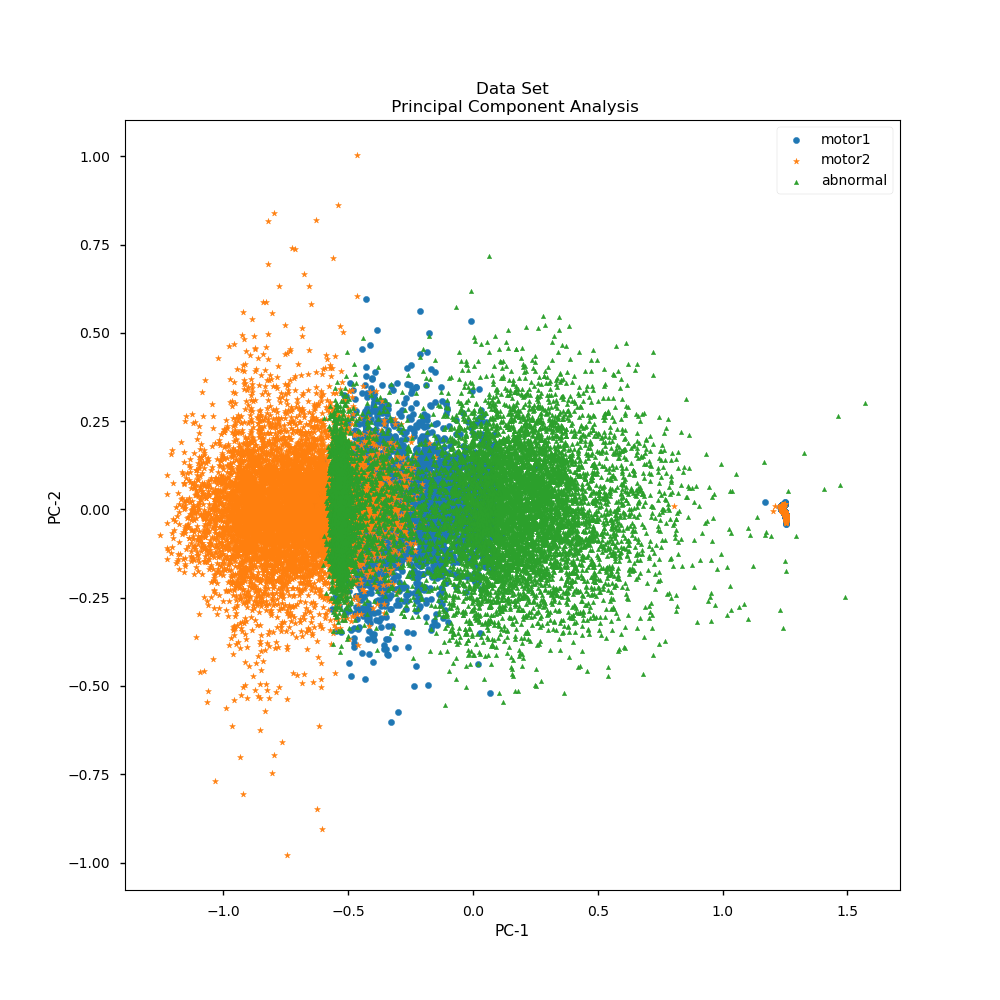 Data Set
Principal Component Analysis
motor1
motor2
abnormal
1.00
0.75
0.50
0.25
0.00
−0.25
−0.50
−0.75
−1.00
PC-2
−1.0
−0.5
0.0
0.5
1.0
1.5
PC-1